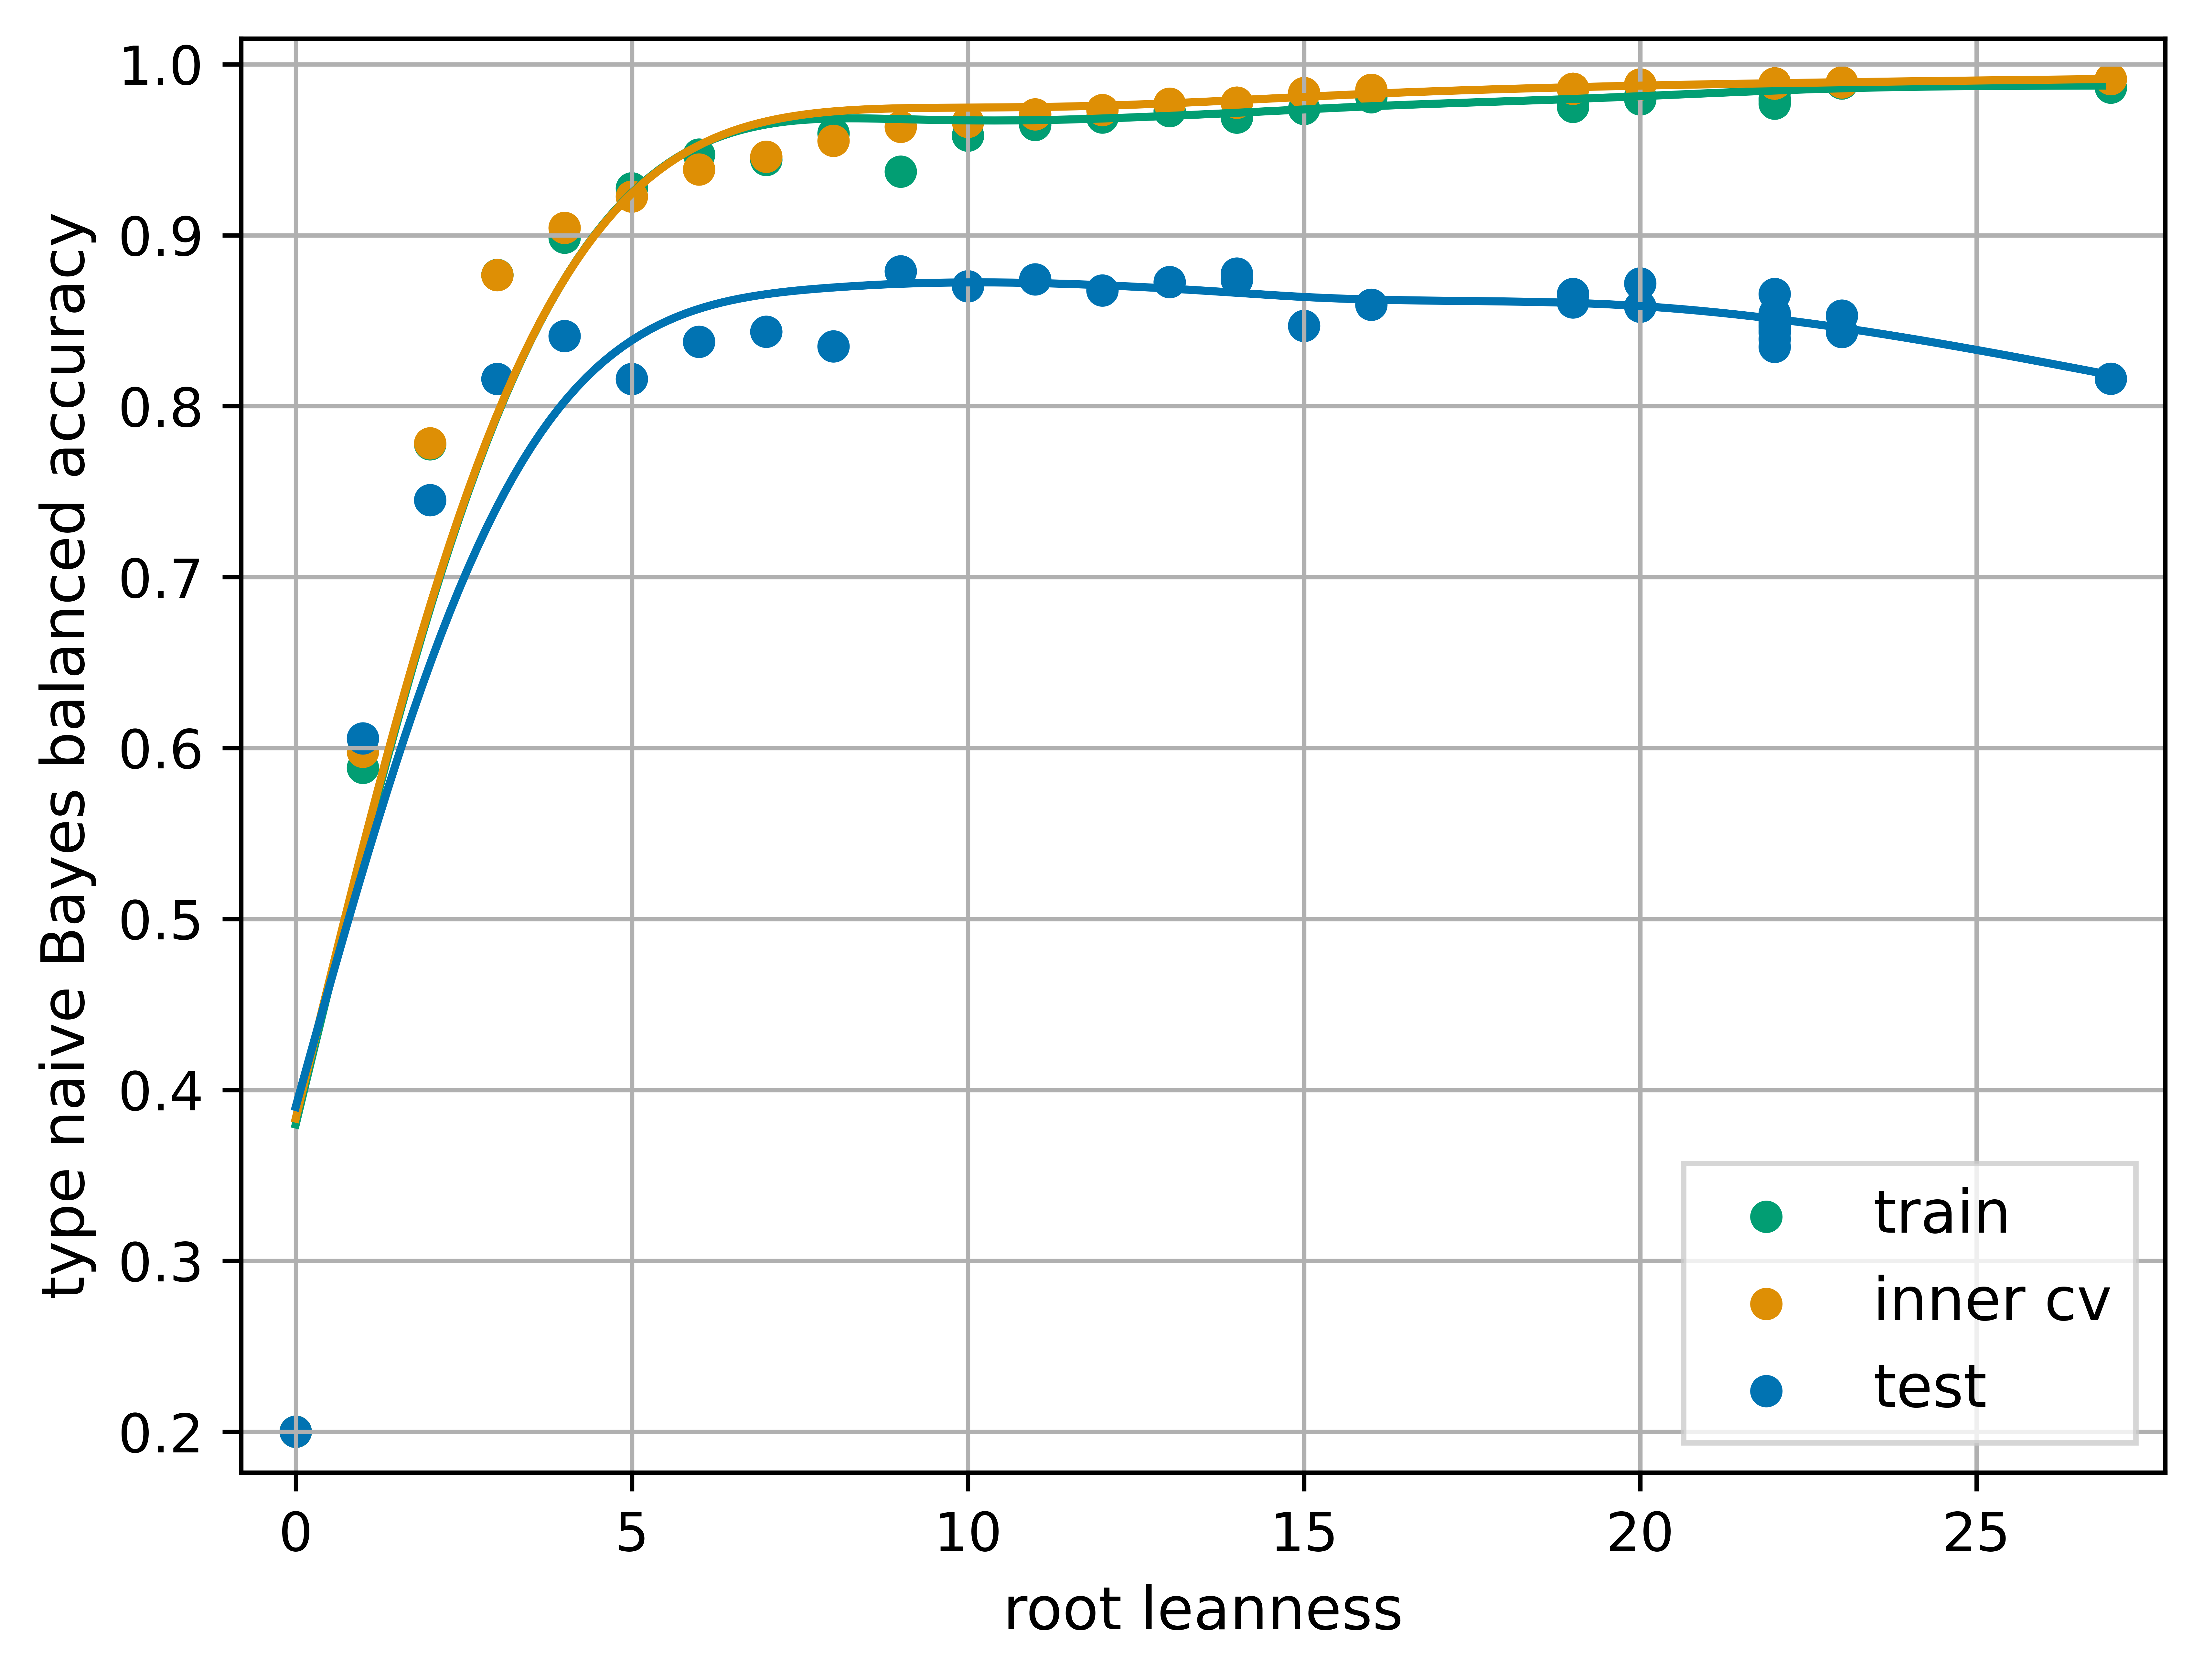 type naive Bayes balanced accuracy
1.0
0.9
0.8
0.7
0.6
0.5
0.4
0.3
0.2
0 5 10 15 20 25
root leanness
train
inner cv
test